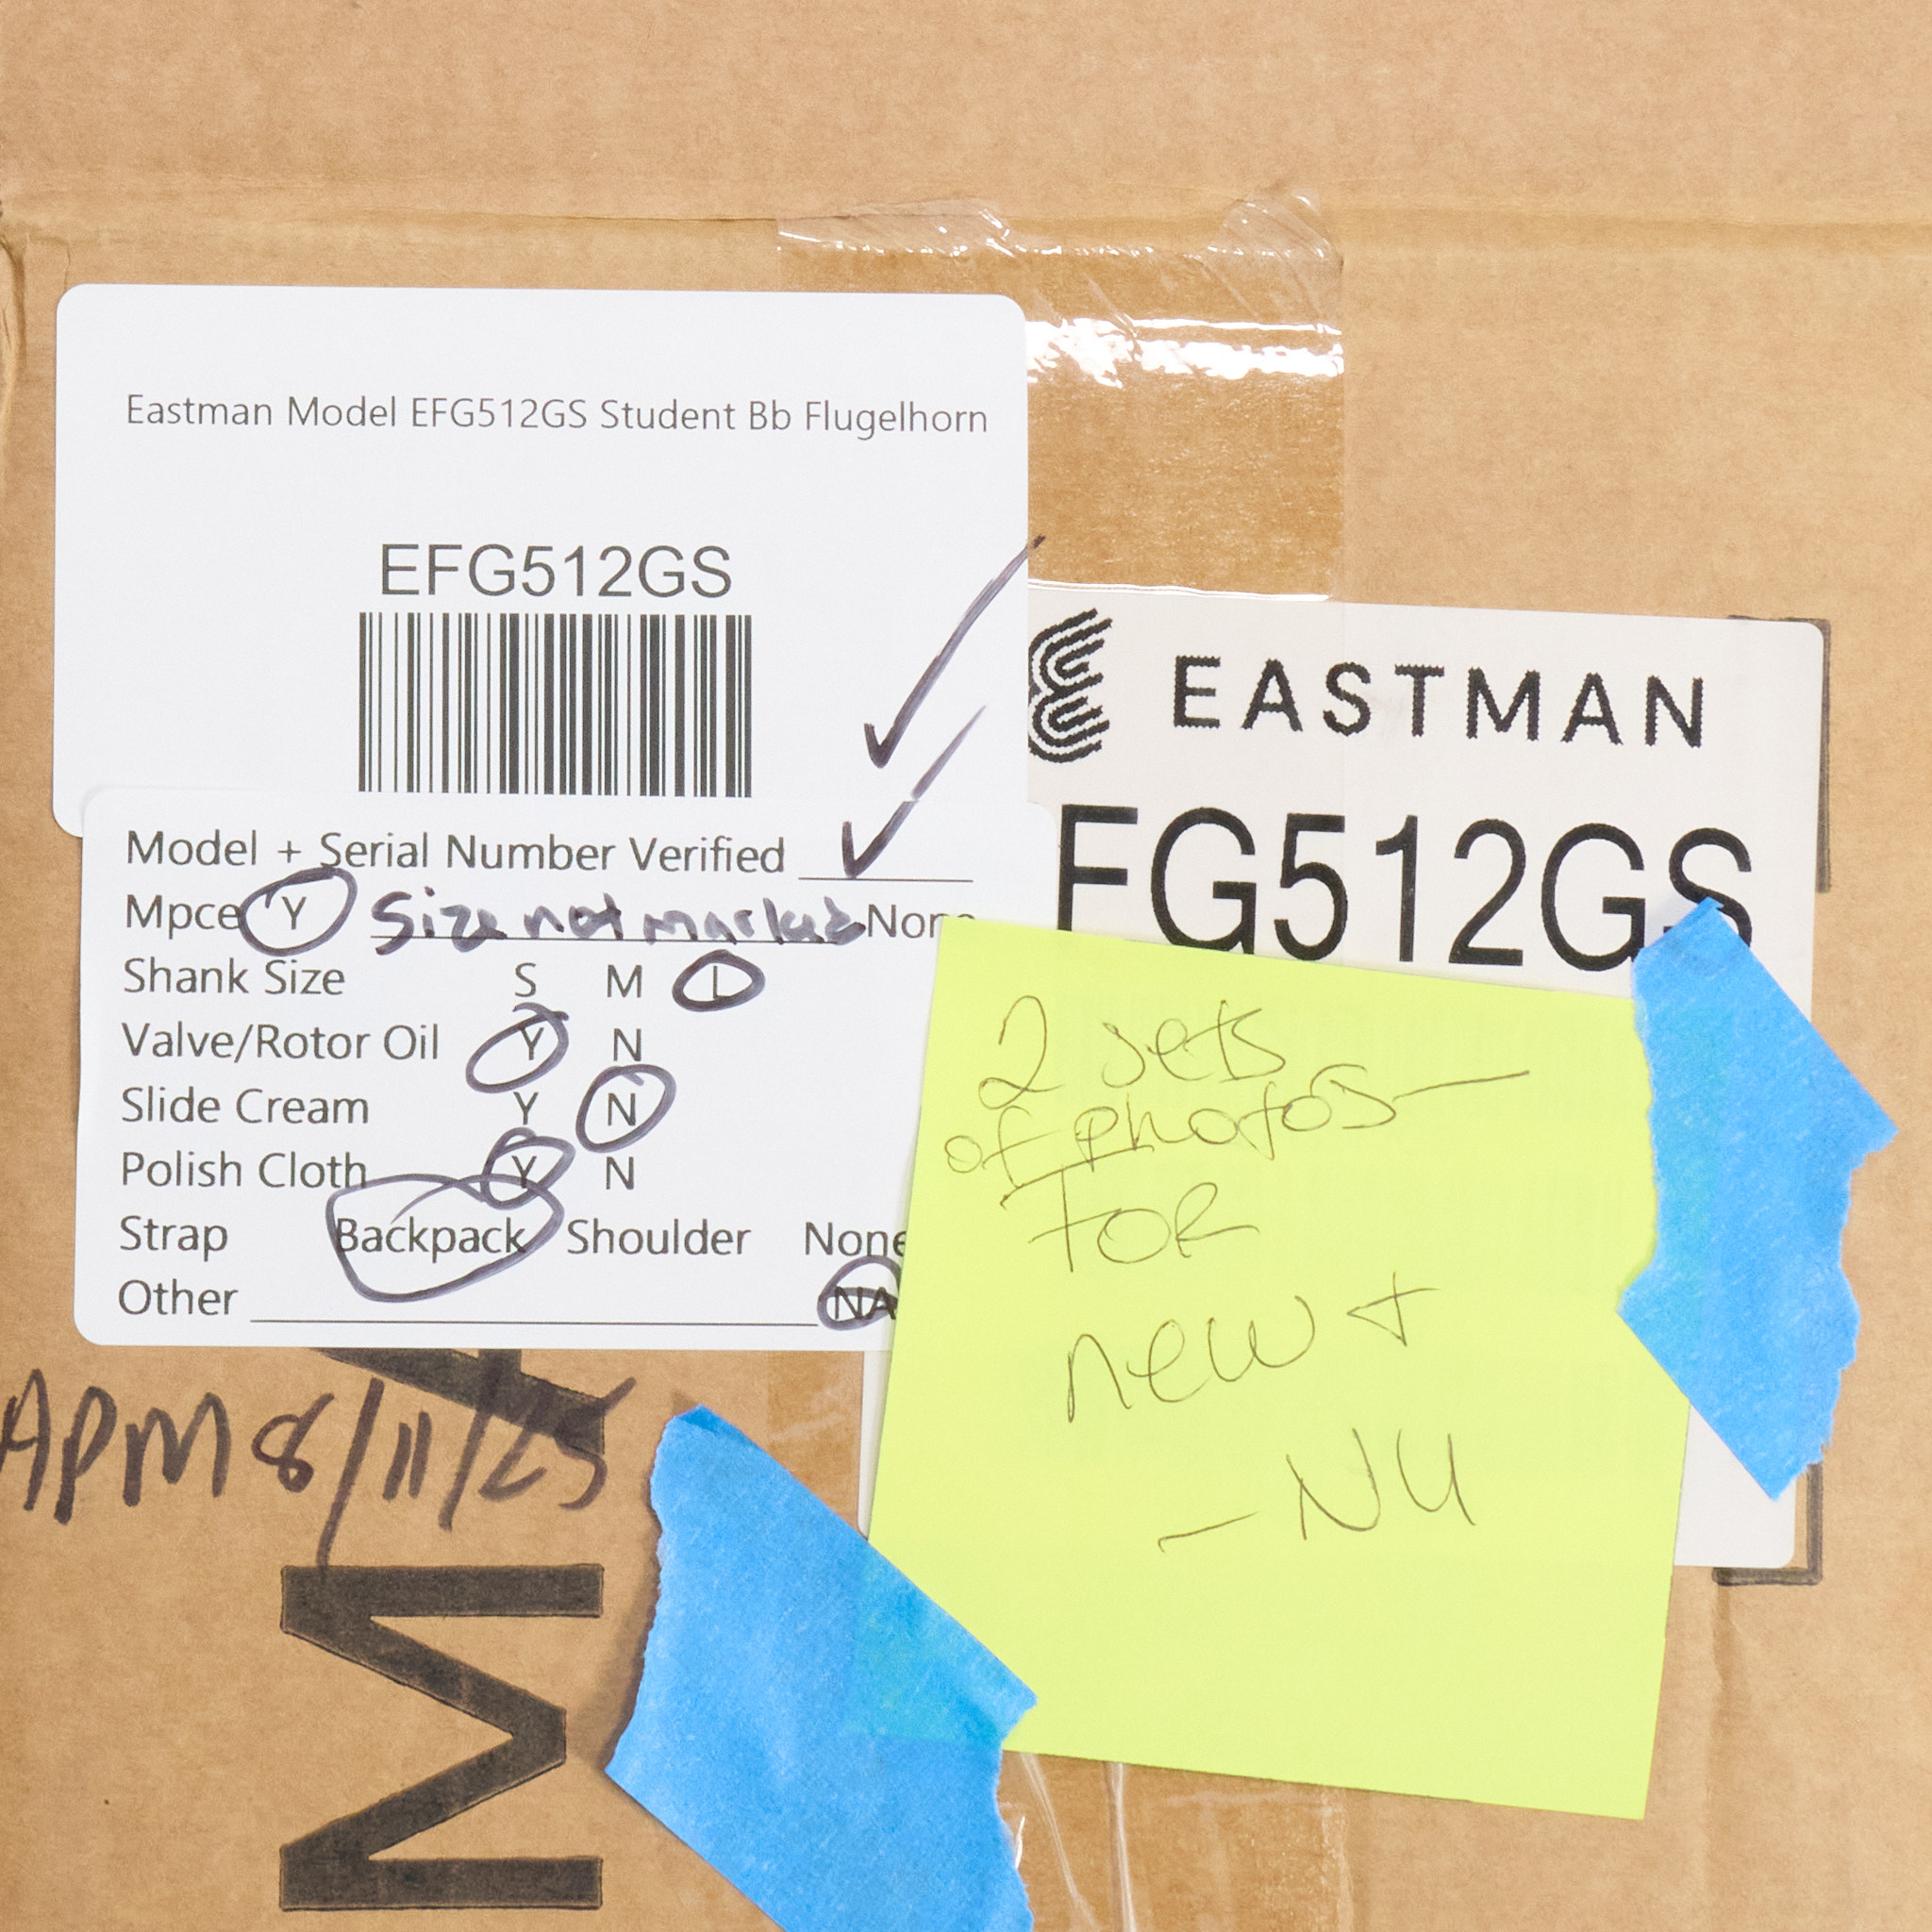 Eastman Model EFG512GS Student Bb Flugelhorn
EFG512GS
EASTMAN
FG512GS
Model + Serial Number Verified
Mpce Y Size not marked None
Shank Size S M L
Valve/Rotor Oil Y N
Slide Cream Y N
Polish Cloth Y N
Strap Backpack Shoulder None
Other NA
2 sets
of photos—
FOR
new +
- NU
APM 8/11/25
M